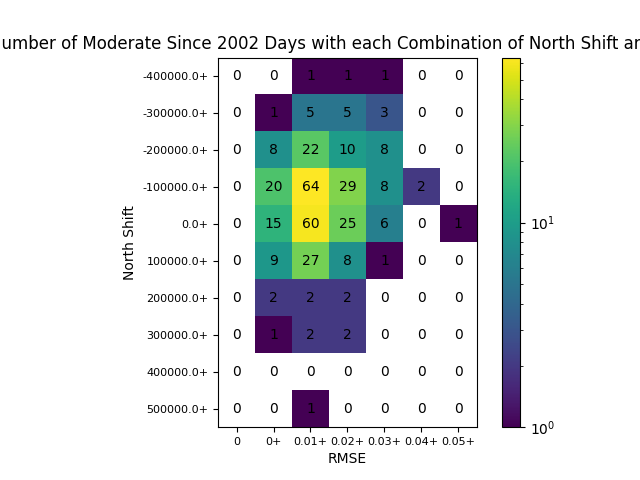 umber of Moderate Since 2002 Days with each Combination of North Shift a
-400000.0+ 0 0 1 1 1 0 0
-300000.0+ 0 1 5 5 3 0 0
-200000.0+ 0 8 22 10 8 0 0
-100000.0+ 0 20 64 29 8 2 0
0.0+ 0 15 60 25 6 0 1
100000.0+ 0 9 27 8 1 0 0
200000.0+ 0 2 2 2 0 0 0
300000.0+ 0 1 2 2 0 0 0
400000.0+ 0 0 0 0 0 0 0
500000.0+ 0 0 1 0 0 0 0
0 0+ 0.01+ 0.02+ 0.03+ 0.04+ 0.05+
RMSE
North Shift
10¹
10⁰